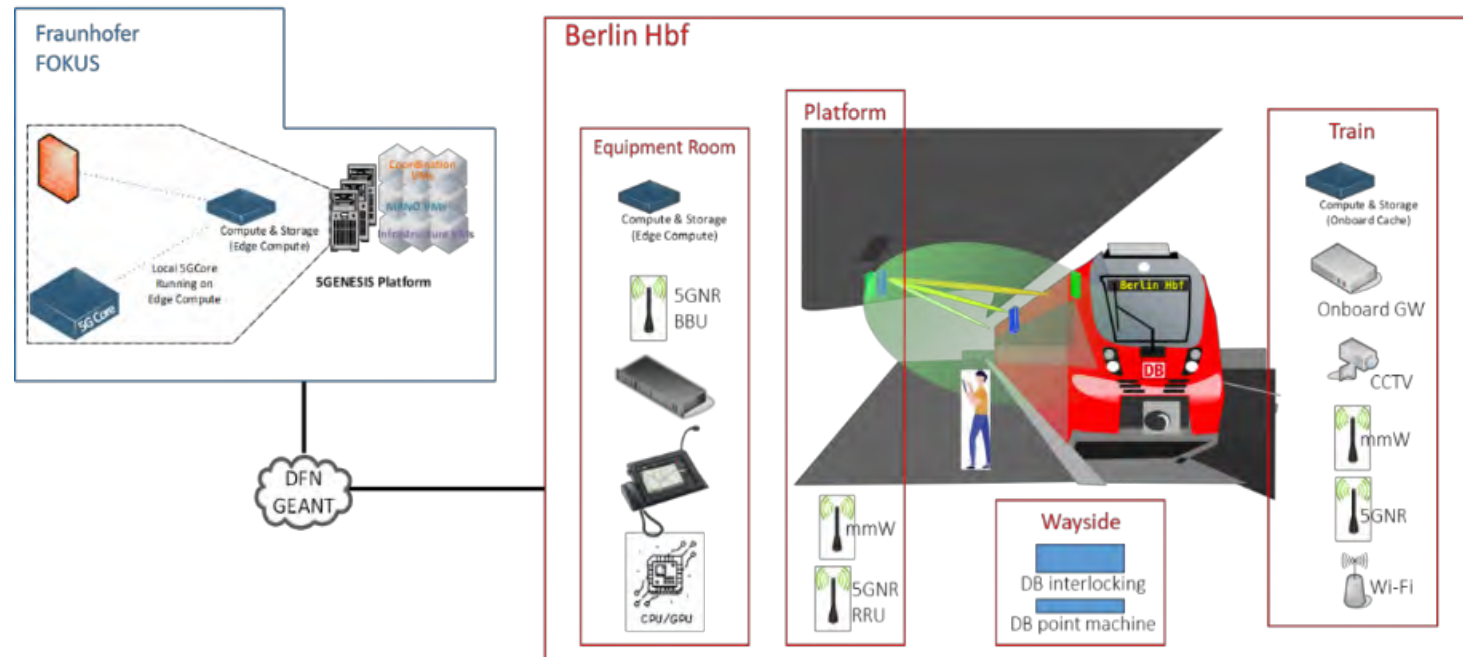 Fraunhofer
FOKUS
Compute & Storage
(Edge Compute)
Local 5GCore
Running on
Edge Compute
5G Core
Coordination
VMs
MANO VMs
Infrastructure VMs
5GENESIS Platform
DFN
GEANT
Berlin Hbf
Equipment Room
Compute & Storage
(Edge Compute)
5GNR
BBU
CPU/GPU
Platform
mmW
5GNR
RRU
Berlin Hbf
DB
Wayside
DB interlocking
DB point machine
Train
Compute & Storage
(Onboard Cache)
Onboard GW
CCTV
mmW
5GNR
Wi-Fi